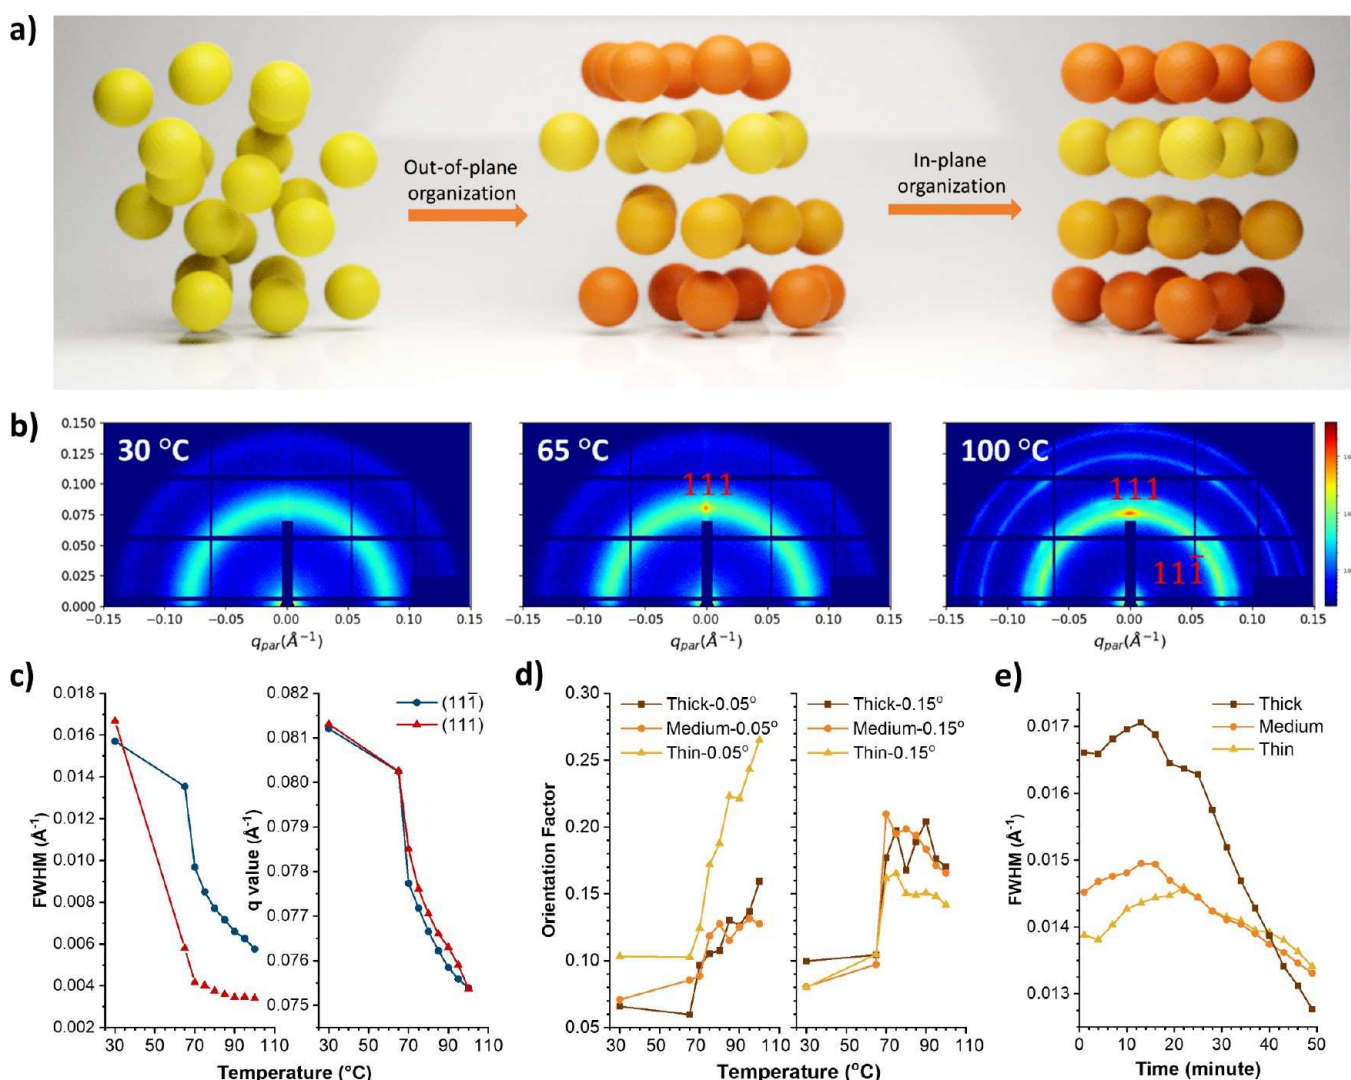 a)
Out-of-plane
organization
In-plane
organization
b)
0.150
0.125
0.100
0.075
0.050
0.025
0.000
30 °C
−0.15 −0.10 −0.05 0.00 0.05 0.10 0.15
q_par(Å⁻¹)
65 °C
111
−0.15 −0.10 −0.05 0.00 0.05 0.10 0.15
q_par(Å⁻¹)
100 °C
111
111̄
−0.15 −0.10 −0.05 0.00 0.05 0.10 0.15
q_par(Å⁻¹)
c)
FWHM (Å⁻¹)
0.018
0.016
0.014
0.012
0.010
0.008
0.006
0.004
0.002
30 50 70 90 110
q value (Å⁻¹)
0.082
0.081
0.080
0.079
0.078
0.077
0.076
0.075
(111̄)
(111)
30 50 70 90 110
Temperature (°C)
d)
Orientation Factor
0.30
0.25
0.20
0.15
0.10
0.05
Thick-0.05°
Medium-0.05°
Thin-0.05°
30 50 70 90 110
Thick-0.15°
Medium-0.15°
Thin-0.15°
30 50 70 90 110
Temperature (°C)
e)
FWHM (Å⁻¹)
0.017
0.016
0.015
0.014
0.013
Thick
Medium
Thin
0 10 20 30 40 50
Time (minute)